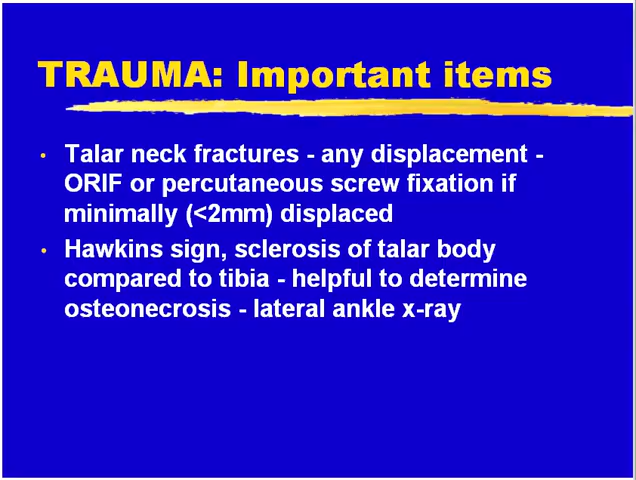 TRAUMA: Important items
• Talar neck fractures - any displacement -
ORIF or percutaneous screw fixation if
minimally (<2mm) displaced
• Hawkins sign, sclerosis of talar body
compared to tibia - helpful to determine
osteonecrosis - lateral ankle x-ray